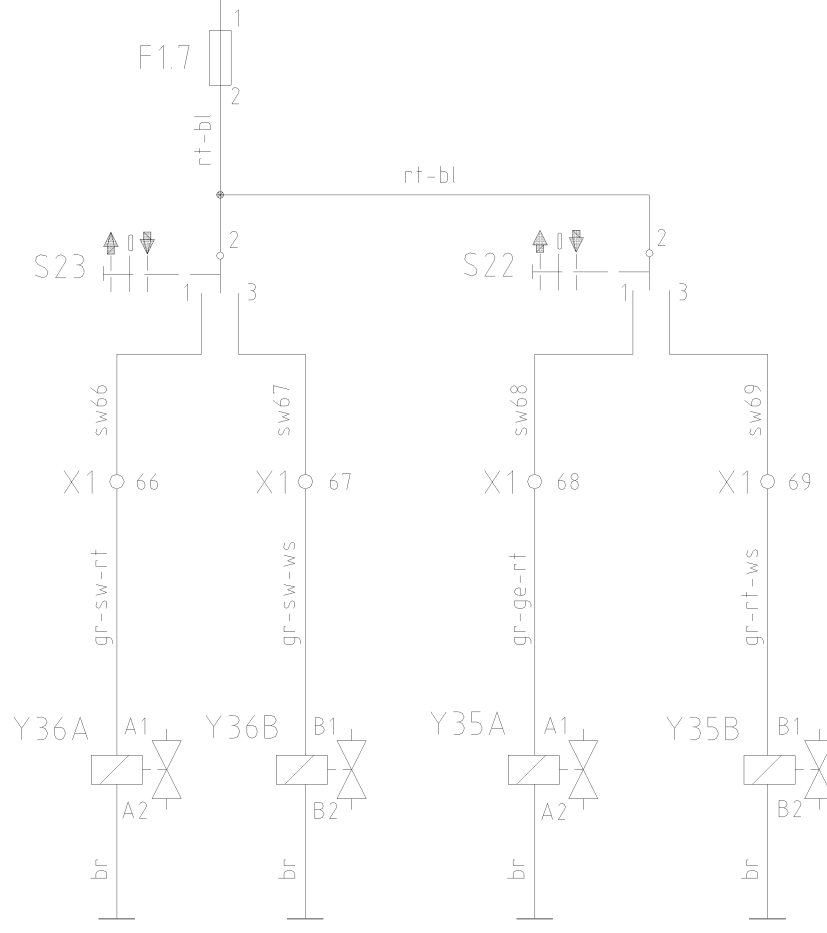 1
F1.7
2
rt-bl
rt-bl
2
2
S23
S22
1
3
1
3
sw66
sw67
sw68
sw69
X1
66
X1
67
X1
68
X1
69
gr-sw-rt
gr-sw-ws
gr-ge-rt
gr-rt-ws
Y36A
A1
Y36B
B1
Y35A
A1
Y35B
B1
A2
B2
A2
B2
br
br
br
br